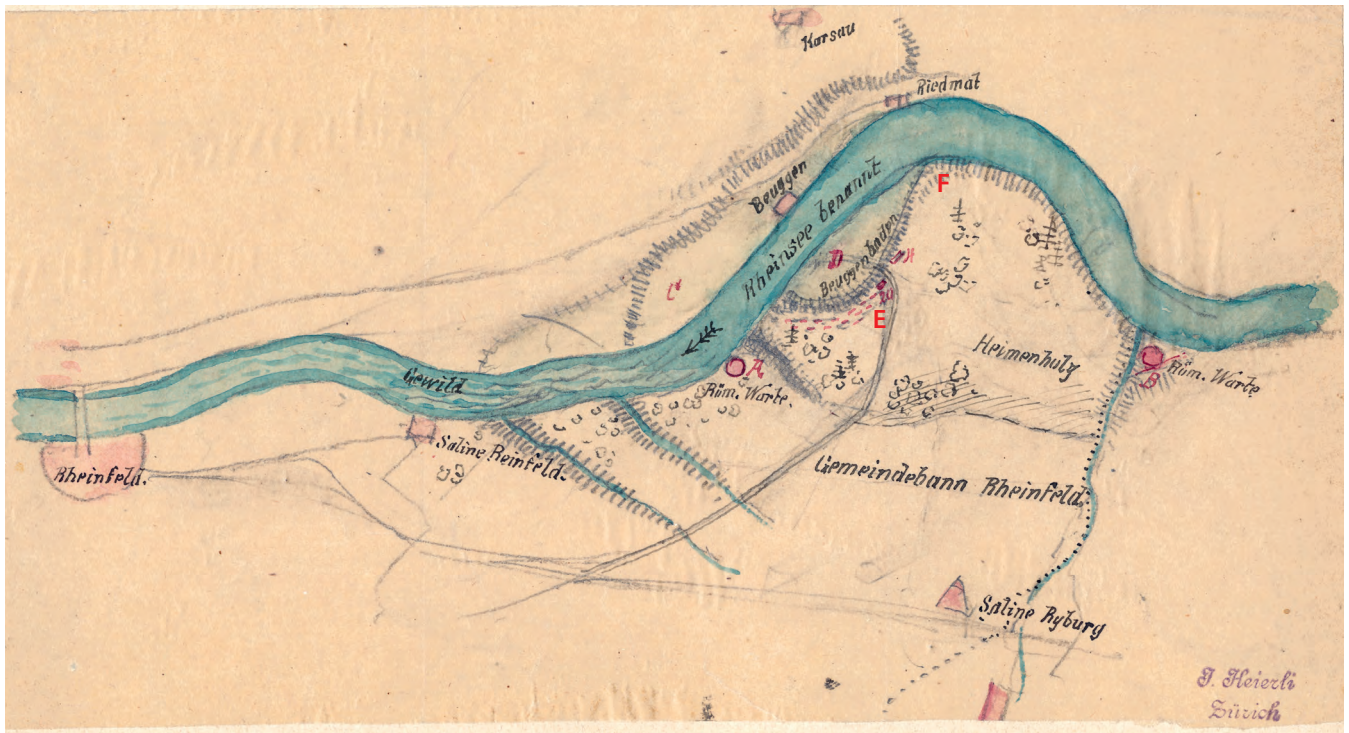 Karsau
Riedmat
Beuggen
Rheinsee benannt
F
D
H
Beuggenboden
C
E
Heimenholz
A
Röm. Warte.
B
Röm. Warte
Gewild
Saline Reinfeld.
Rheinfeld.
Gemeindebann Rheinfeld.
Saline Ryburg
J. Heierli
Zürich